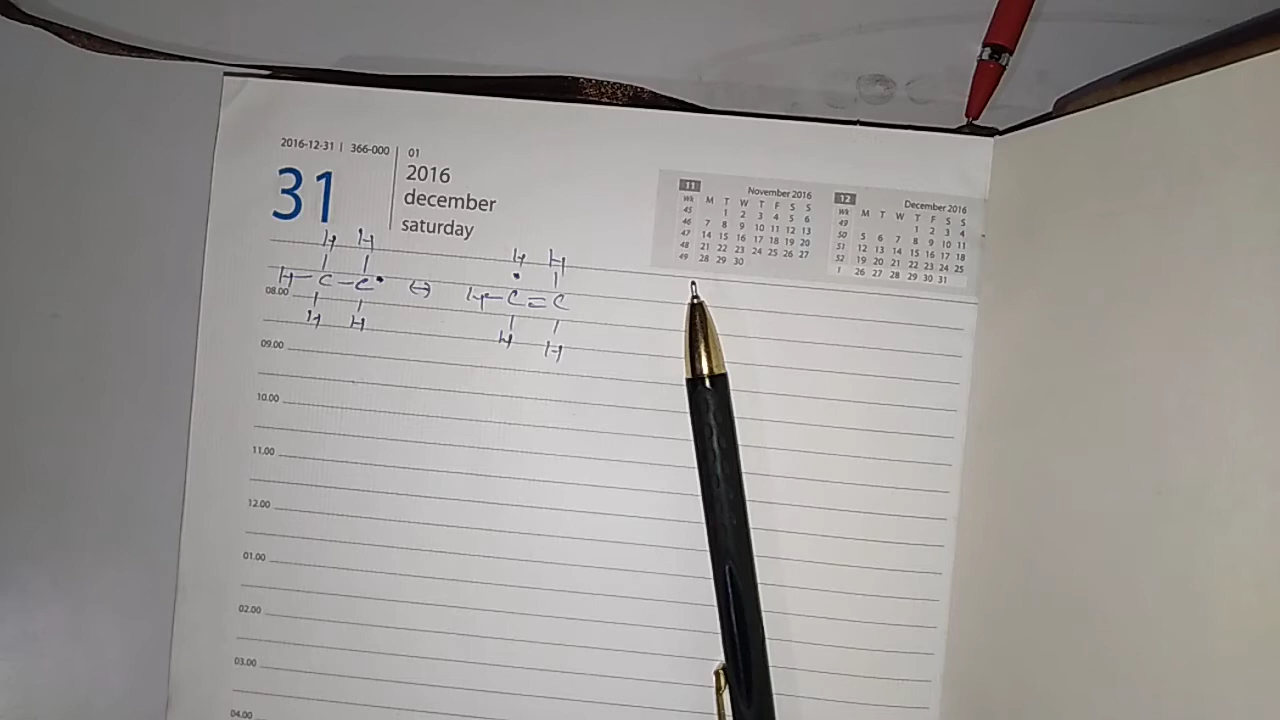 2016-12-31 | 366-000 01
31 2016
december
saturday
11 November 2016
Wk M T W T F S S
45 1 2 3 4 5 6
46 7 8 9 10 11 12 13
47 14 15 16 17 18 19 20
48 21 22 23 24 25 26 27
49 28 29 30
12 December 2016
Wk M T W T F S S
49 1 2 3 4
50 5 6 7 8 9 10 11
51 12 13 14 15 16 17 18
52 19 20 21 22 23 24 25
1 26 27 28 29 30 31
H H H H
H-C-C• ↔ H-C=C
H H H H
08.00
09.00
10.00
11.00
12.00
01.00
02.00
03.00
04.00